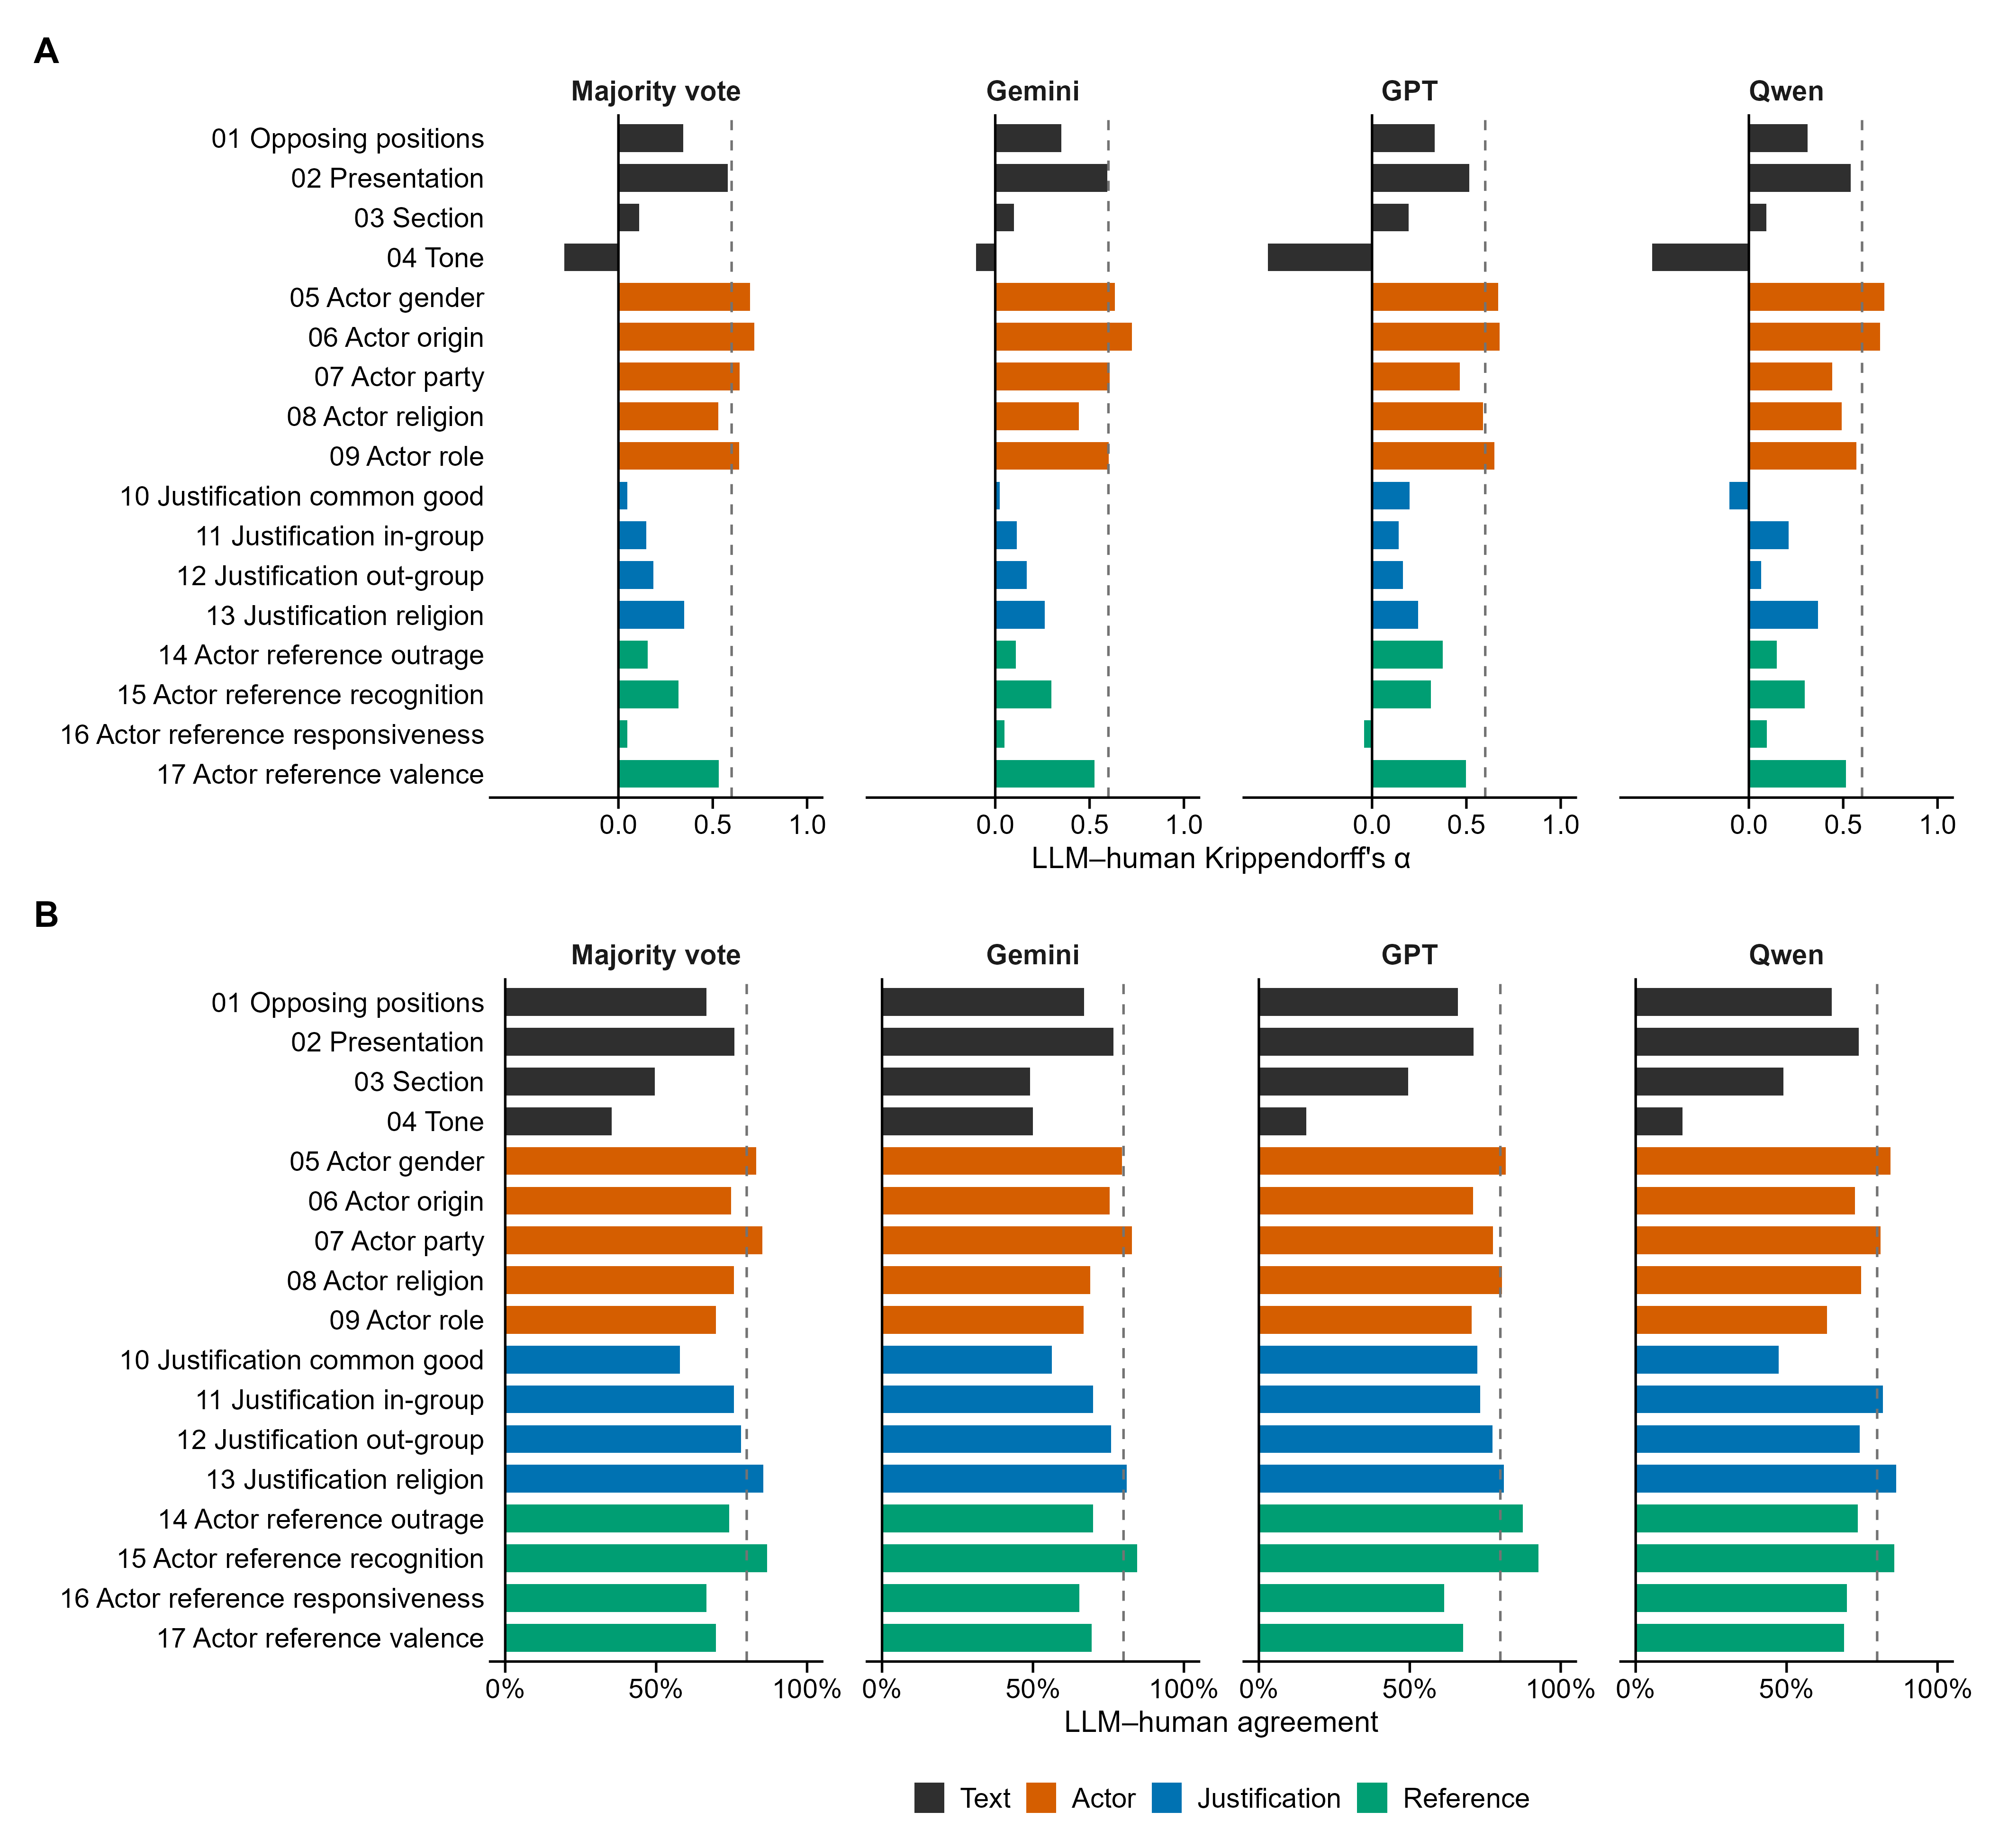 A
Majority vote Gemini GPT Qwen
01 Opposing positions
02 Presentation
03 Section
04 Tone
05 Actor gender
06 Actor origin
07 Actor party
08 Actor religion
09 Actor role
10 Justification common good
11 Justification in-group
12 Justification out-group
13 Justification religion
14 Actor reference outrage
15 Actor reference recognition
16 Actor reference responsiveness
17 Actor reference valence
0.0 0.5 1.0 0.0 0.5 1.0 0.0 0.5 1.0 0.0 0.5 1.0
LLM–human Krippendorff's α
B
Majority vote Gemini GPT Qwen
01 Opposing positions
02 Presentation
03 Section
04 Tone
05 Actor gender
06 Actor origin
07 Actor party
08 Actor religion
09 Actor role
10 Justification common good
11 Justification in-group
12 Justification out-group
13 Justification religion
14 Actor reference outrage
15 Actor reference recognition
16 Actor reference responsiveness
17 Actor reference valence
0% 50% 100% 0% 50% 100% 0% 50% 100% 0% 50% 100%
LLM–human agreement
Text Actor Justification Reference